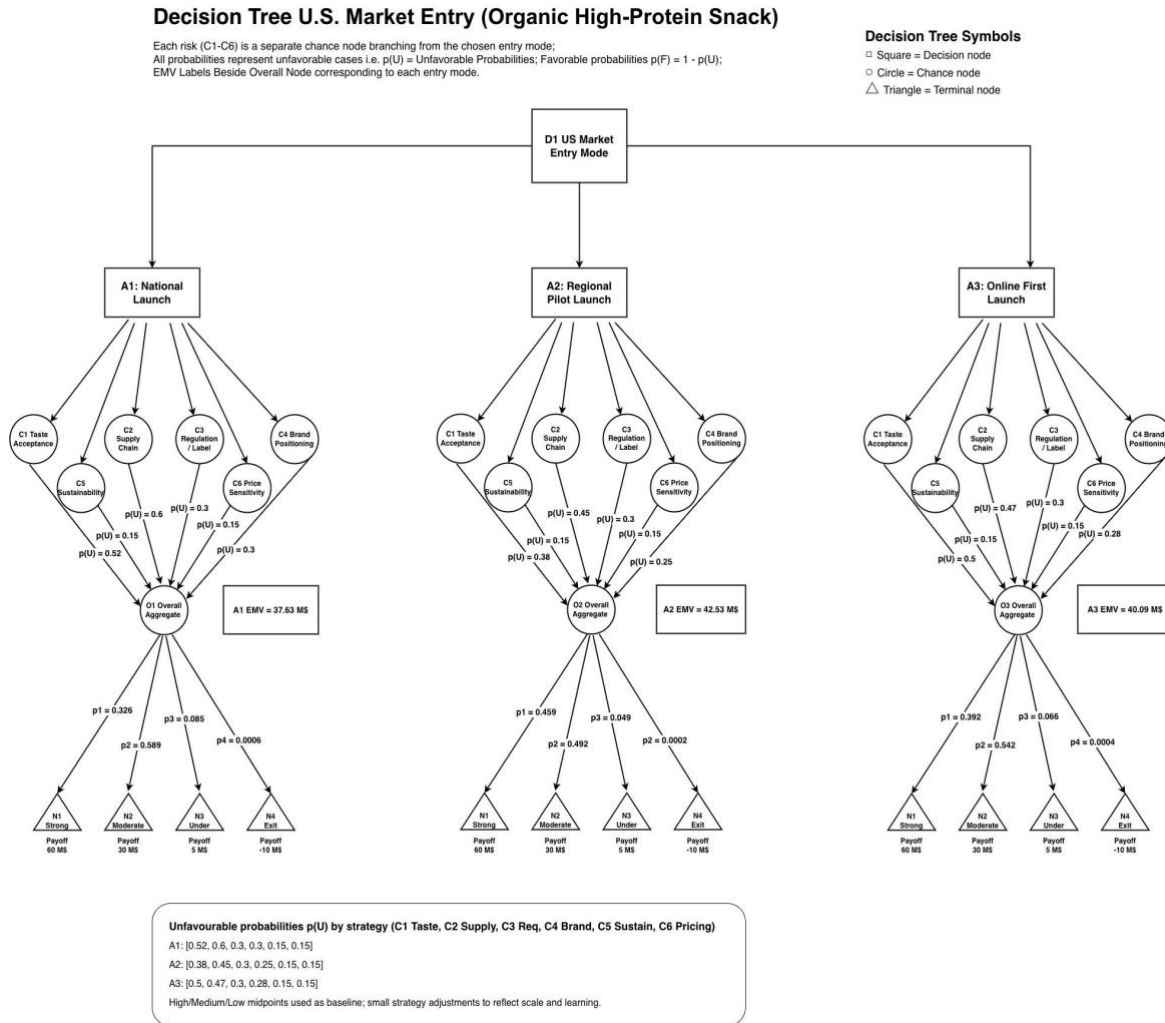 Decision Tree U.S. Market Entry (Organic High-Protein Snack)
Each risk (C1-C6) is a separate chance node branching from the chosen entry mode;
All probabilities represent unfavorable cases i.e. p(U) = Unfavorable Probabilities; Favorable probabilities p(F) = 1 - p(U);
EMV Labels Beside Overall Node corresponding to each entry mode.
Decision Tree Symbols
Square = Decision node
Circle = Chance node
Triangle = Terminal node
D1 US Market
Entry Mode
A1: National
Launch
C1 Taste
Acceptance
C2
Supply
Chain
C3
Regulation
/ Label
C4 Brand
Positioning
C5
Sustainability
C6 Price
Sensitivity
p(U) = 0.6
p(U) = 0.3
p(U) = 0.15
p(U) = 0.15
p(U) = 0.52
p(U) = 0.3
O1 Overall
Aggregate
A1 EMV = 37.63 M$
p1 = 0.326
p3 = 0.085
p2 = 0.589
p4 = 0.0006
N1
Strong
N2
Moderate
N3
Under
N4
Exit
Payoff
60 M$
Payoff
30 M$
Payoff
5 M$
Payoff
-10 M$
A2: Regional
Pilot Launch
C1 Taste
Acceptance
C2
Supply
Chain
C3
Regulation
/ Label
C4 Brand
Positioning
C5
Sustainability
C6 Price
Sensitivity
p(U) = 0.45
p(U) = 0.3
p(U) = 0.15
p(U) = 0.15
p(U) = 0.38
p(U) = 0.25
O2 Overall
Aggregate
A2 EMV = 42.53 M$
p1 = 0.459
p3 = 0.049
p2 = 0.492
p2 = 0.0002
N1
Strong
N2
Moderate
N3
Under
N4
Exit
Payoff
60 M$
Payoff
30 M$
Payoff
5 M$
Payoff
-10 M$
A3: Online First
Launch
C1 Taste
Acceptance
C2
Supply
Chain
C3
Regulation
/ Label
C4 Brand
Positioning
C5
Sustainability
C6 Price
Sensitivity
p(U) = 0.47
p(U) = 0.3
p(U) = 0.15
p(U) = 0.15
p(U) = 0.28
p(U) = 0.5
O3 Overall
Aggregate
A3 EMV = 40.09 M$
p1 = 0.392
p3 = 0.066
p2 = 0.542
p4 = 0.0004
N1
Strong
N2
Moderate
N3
Under
N4
Exit
Payoff
60 M$
Payoff
30 M$
Payoff
5 M$
Payoff
-10 M$
Unfavourable probabilities p(U) by strategy (C1 Taste, C2 Supply, C3 Req, C4 Brand, C5 Sustain, C6 Pricing)
A1: [0.52, 0.6, 0.3, 0.3, 0.15, 0.15]
A2: [0.38, 0.45, 0.3, 0.25, 0.15, 0.15]
A3: [0.5, 0.47, 0.3, 0.28, 0.15, 0.15]
High/Medium/Low midpoints used as baseline; small strategy adjustments to reflect scale and learning.